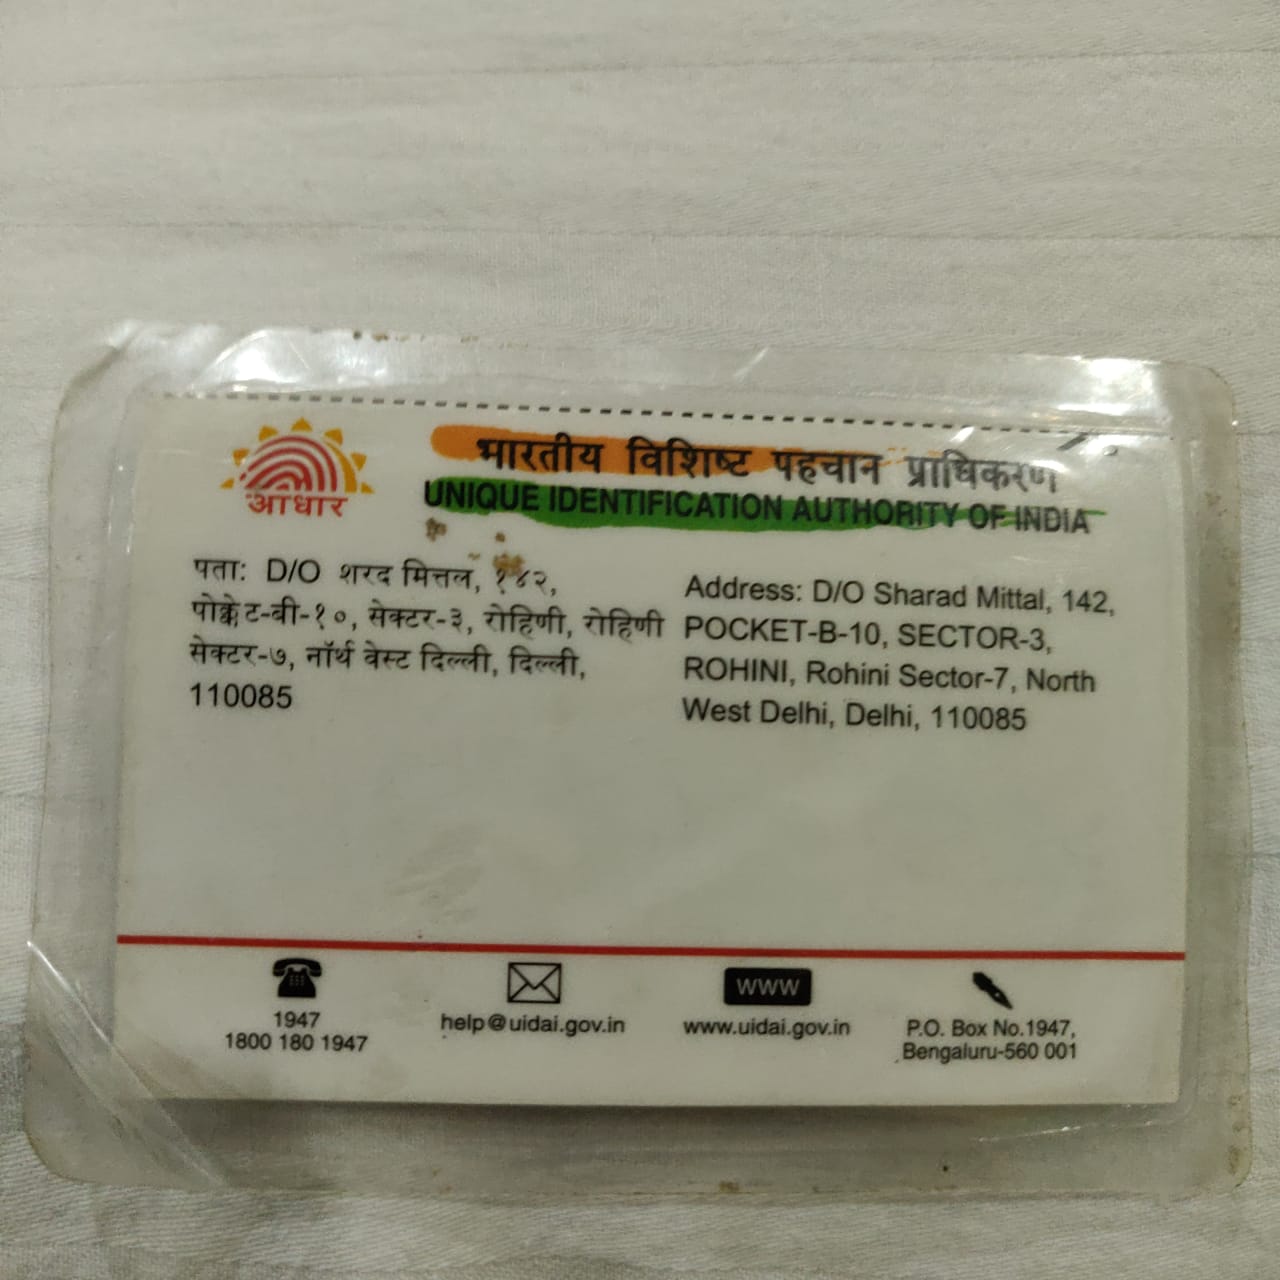 आधार
भारतीय विशिष्ट पहचान प्राधिकरण
UNIQUE IDENTIFICATION AUTHORITY OF INDIA
पता: D/O शरद मित्तल, १४२,
पोक्केट-बी-१०, सेक्टर-३, रोहिणी, रोहिणी
सेक्टर-७, नॉर्थ वेस्ट दिल्ली, दिल्ली,
110085
Address: D/O Sharad Mittal, 142,
POCKET-B-10, SECTOR-3,
ROHINI, Rohini Sector-7, North
West Delhi, Delhi, 110085
1947
1800 180 1947
help@uidai.gov.in
WWW
www.uidai.gov.in
P.O. Box No.1947,
Bengaluru-560 001